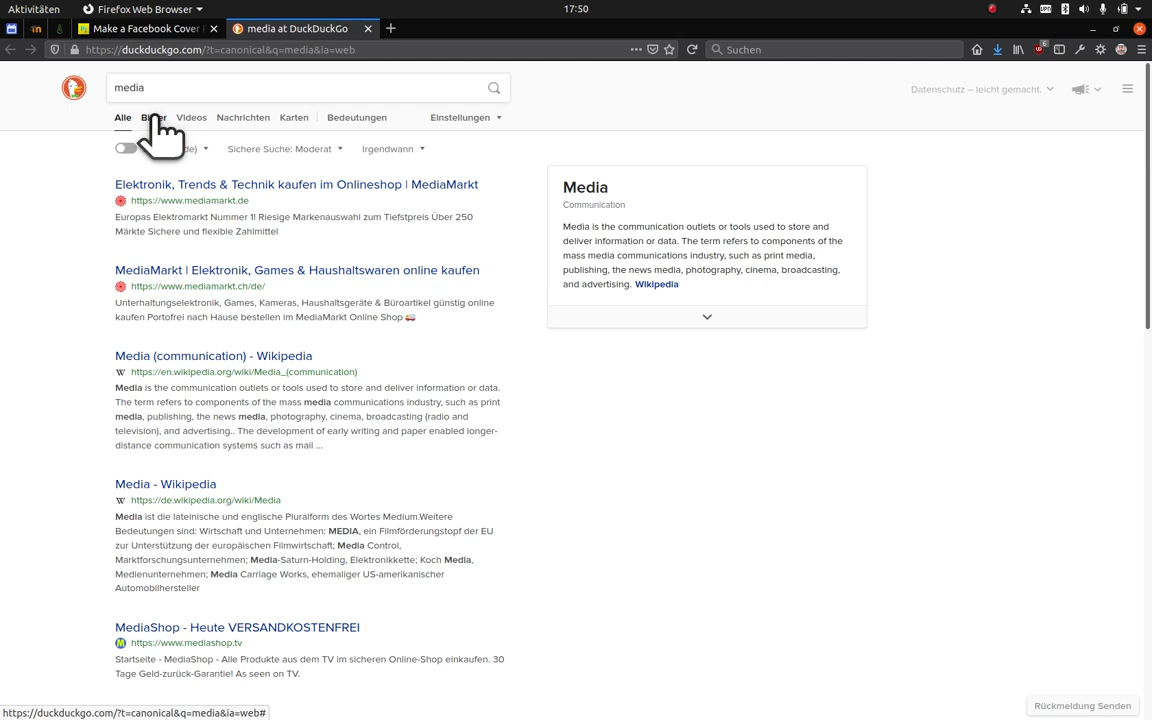 Aktivitäten
Firefox Web Browser
17:50
Make a Facebook Cover
media at DuckDuckGo
https://duckduckgo.com/?t=canonical&q=media&ia=web
Suchen
6
media
Datenschutz – leicht gemacht.
Alle
Videos Nachrichten Karten Bedeutungen Einstellungen
de) Sichere Suche: Moderat Irgendwann
Elektronik, Trends & Technik kaufen im Onlineshop | MediaMarkt
https://www.mediamarkt.de
Europas Elektromarkt Nummer 1! Riesige Markenauswahl zum Tiefstpreis Über 250
Märkte Sichere und flexible Zahlmittel
MediaMarkt | Elektronik, Games & Haushaltswaren online kaufen
https://www.mediamarkt.ch/de/
Unterhaltungselektronik, Games, Kameras, Haushaltsgeräte & Büroartikel günstig online
kaufen Portofrei nach Hause bestellen im MediaMarkt Online Shop 🚚
Media (communication) - Wikipedia
W https://en.wikipedia.org/wiki/Media_(communication)
Media is the communication outlets or tools used to store and deliver information or data.
The term refers to components of the mass media communications industry, such as print
media, publishing, the news media, photography, cinema, broadcasting (radio and
television), and advertising.. The development of early writing and paper enabled longer-
distance communication systems such as mail ...
Media - Wikipedia
W https://de.wikipedia.org/wiki/Media
Media ist die lateinische und englische Pluralform des Wortes Medium.Weitere
Bedeutungen sind: Wirtschaft und Unternehmen: MEDIA, ein Filmförderungstopf der EU
zur Unterstützung der europäischen Filmwirtschaft; Media Control,
Marktforschungsunternehmen; Media-Saturn-Holding, Elektronikkette; Koch Media,
Medienunternehmen; Media Carriage Works, ehemaliger US-amerikanischer
Automobilhersteller
MediaShop - Heute VERSANDKOSTENFREI
https://www.mediashop.tv
Startseite - MediaShop - Alle Produkte aus dem TV im sicheren Online-Shop einkaufen. 30
Tage Geld-zurück-Garantie! As seen on TV.
Media
Communication
Media is the communication outlets or tools used to store and
deliver information or data. The term refers to components of the
mass media communications industry, such as print media,
publishing, the news media, photography, cinema, broadcasting,
and advertising. Wikipedia
Rückmeldung Senden
https://duckduckgo.com/?t=canonical&q=media&ia=web#